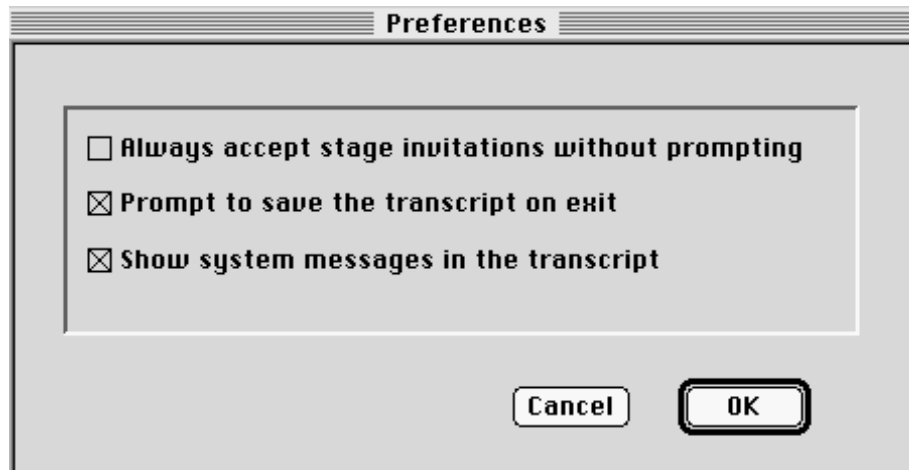 Preferences
Always accept stage invitations without prompting
Prompt to save the transcript on exit
Show system messages in the transcript
Cancel OK